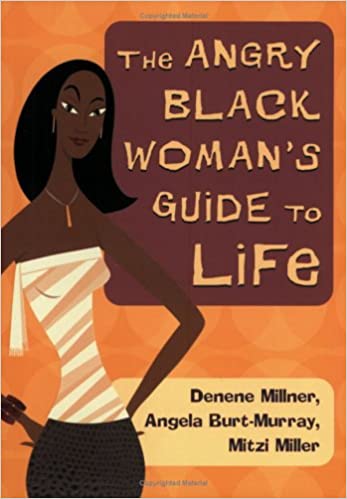 THE ANGRY
BLACK
WOMAN'S
GUIDE TO
LIFE
Denene Millner,
Angela Burt-Murray,
Mitzi Miller